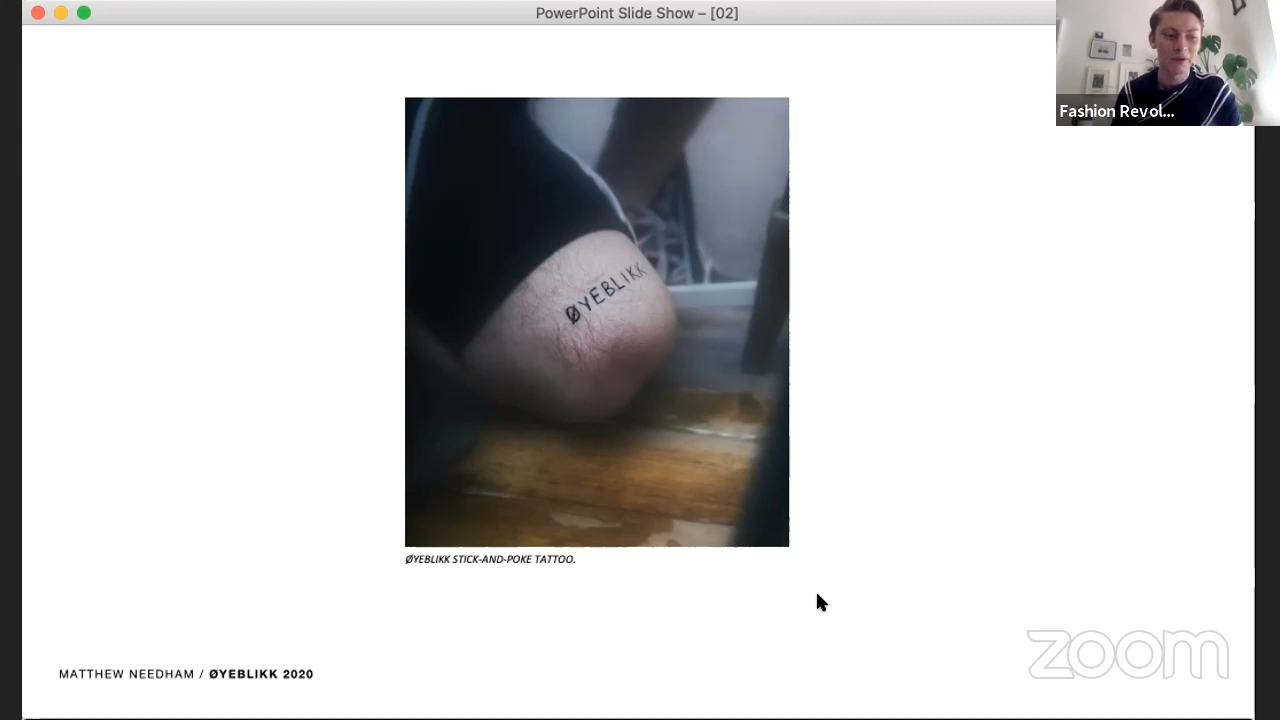 PowerPoint Slide Show – [02]
Fashion Revol...
ØYEBLIKK
ØYEBLIKK STICK-AND-POKE TATTOO.
MATTHEW NEEDHAM / ØYEBLIKK 2020
zoom